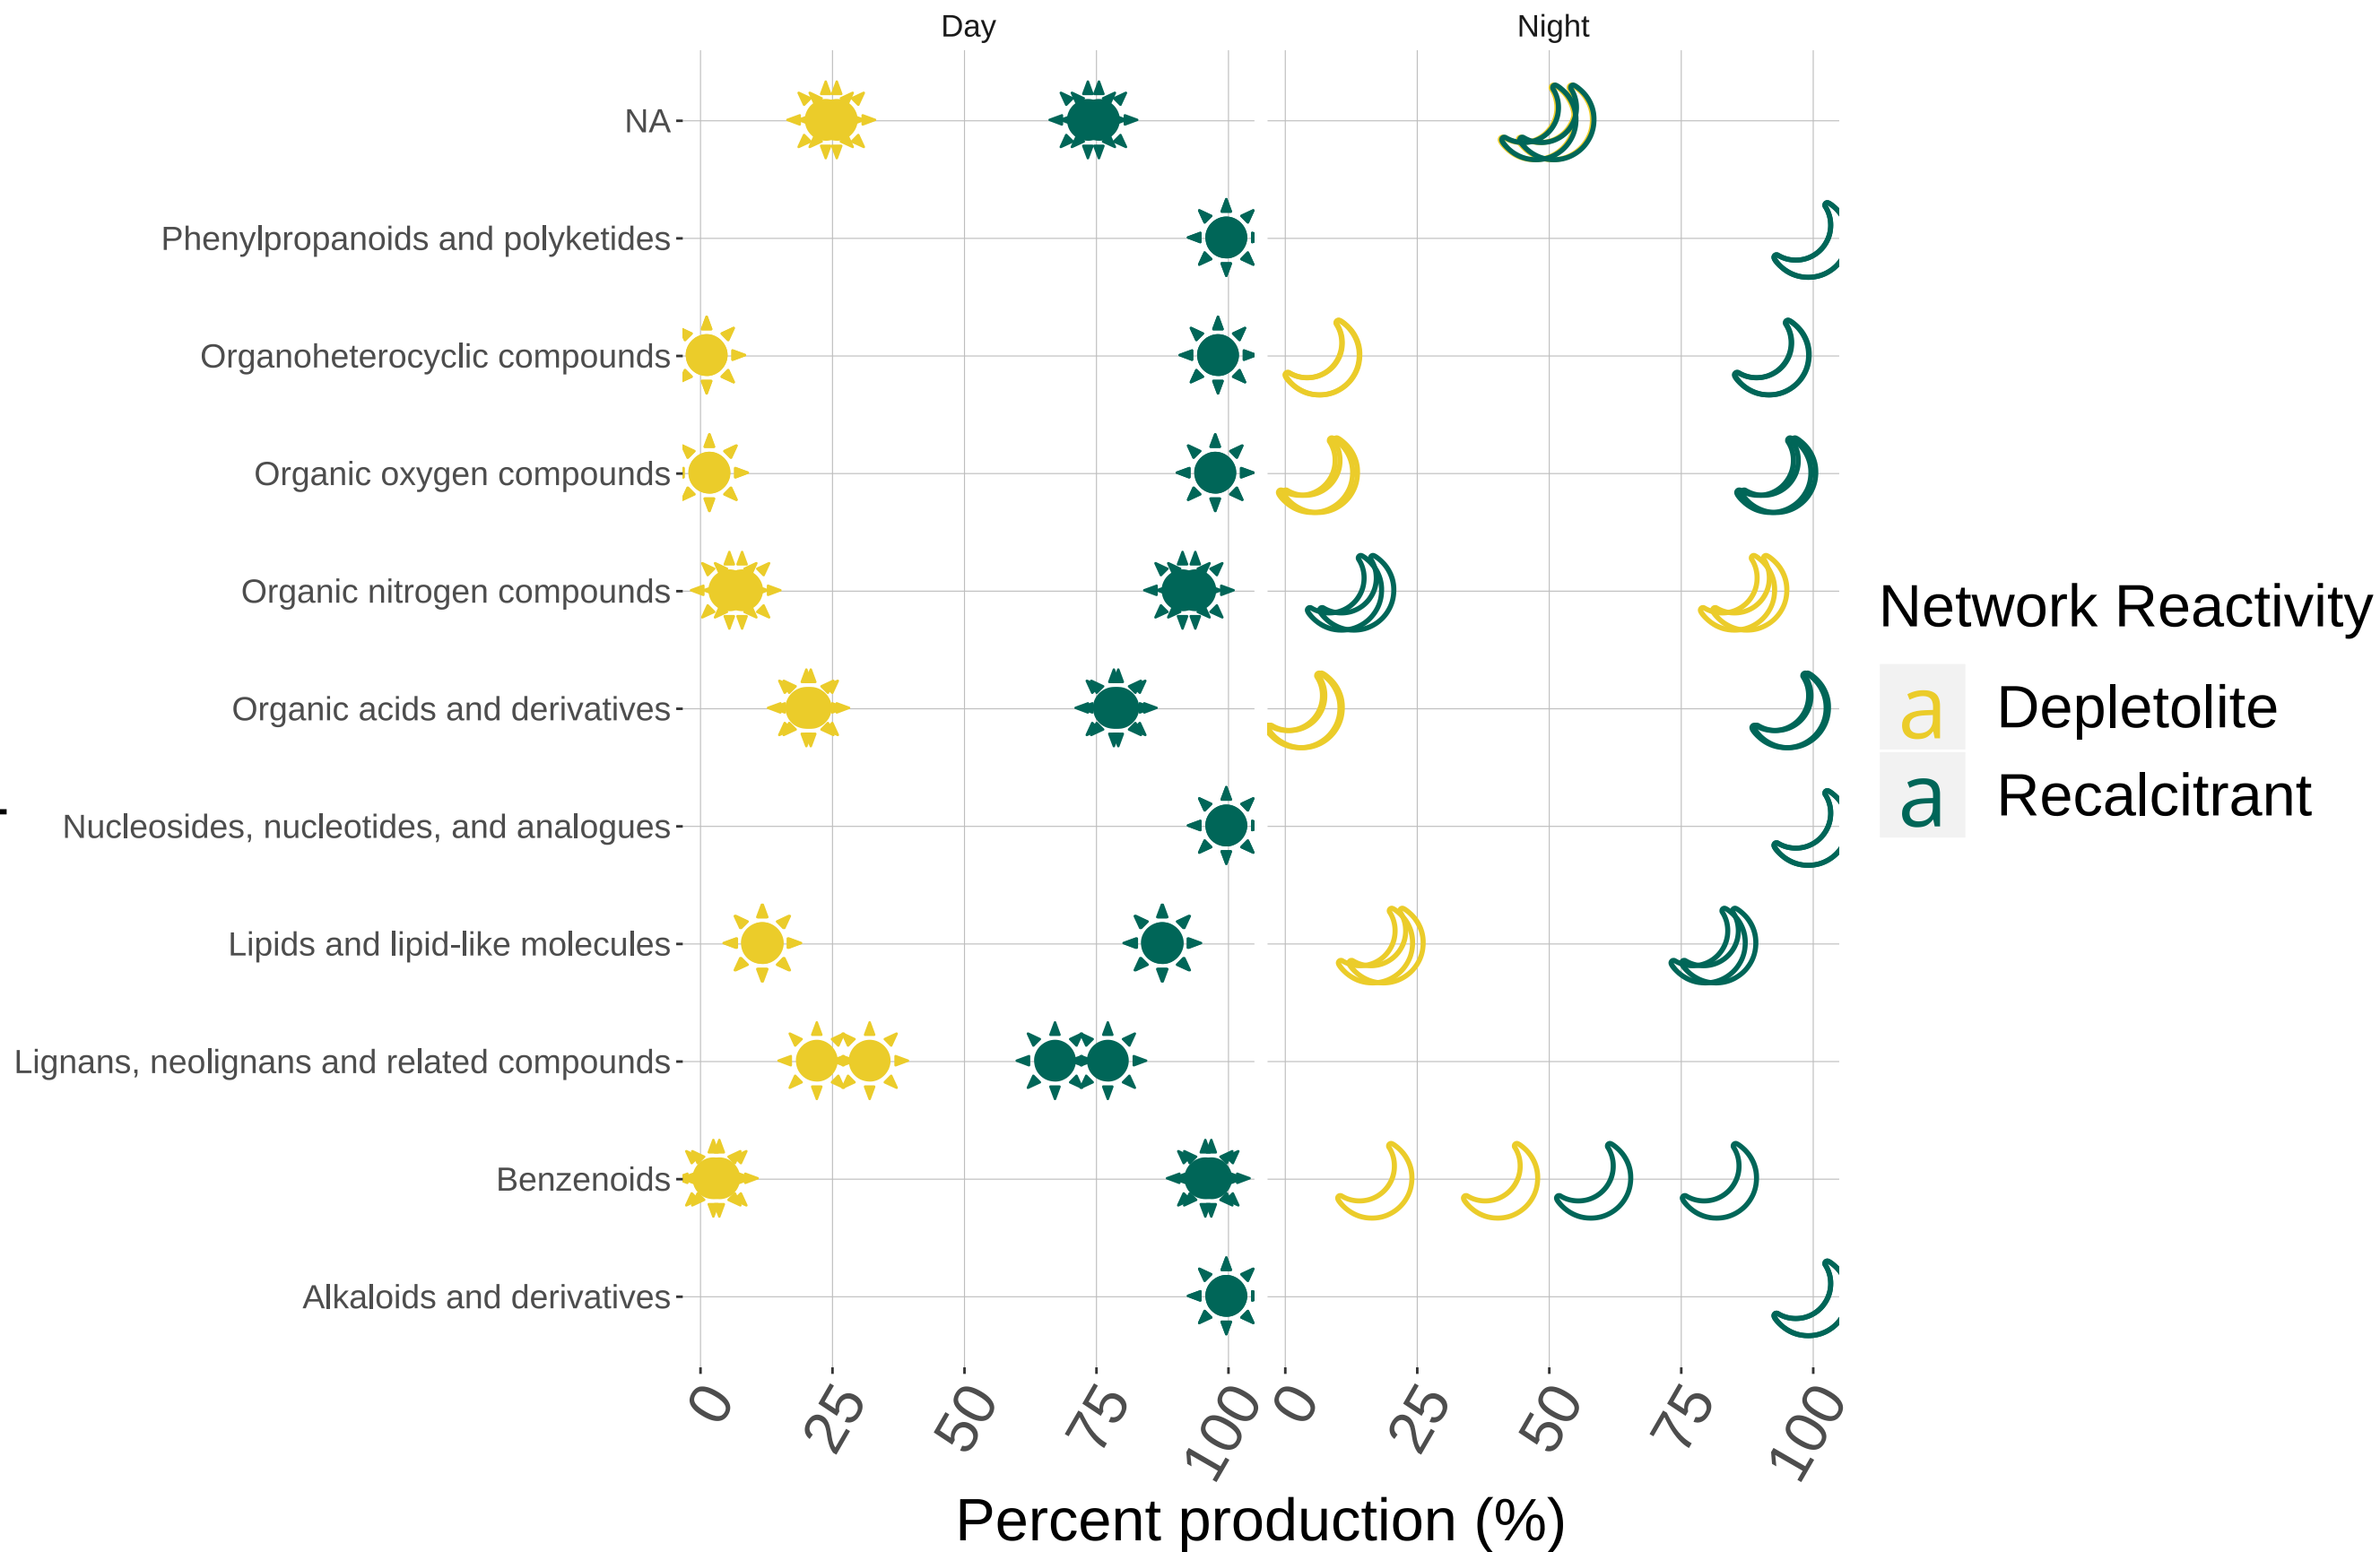 Day Night
NA
Phenylpropanoids and polyketides
Organoheterocyclic compounds
Organic oxygen compounds
Organic nitrogen compounds
Organic acids and derivatives
Nucleosides, nucleotides, and analogues
Lipids and lipid-like molecules
Lignans, neolignans and related compounds
Benzenoids
Alkaloids and derivatives
0 25 50 75 100 0 25 50 75 100
Percent production (%)
Network Reactivity
a Depletolite
a Recalcitrant